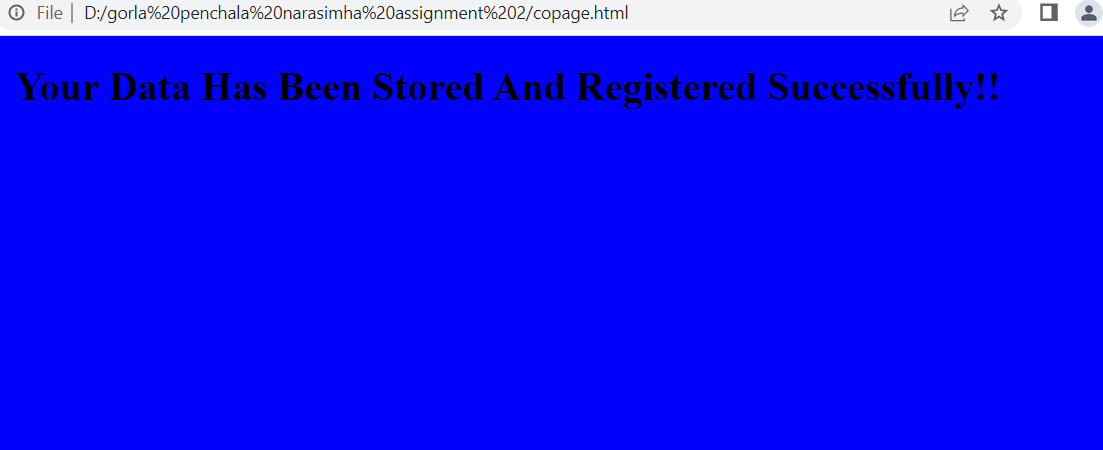 File | D:/gorla%20penchala%20narasimha%20assignment%202/copage.html
Your Data Has Been Stored And Registered Successfully!!